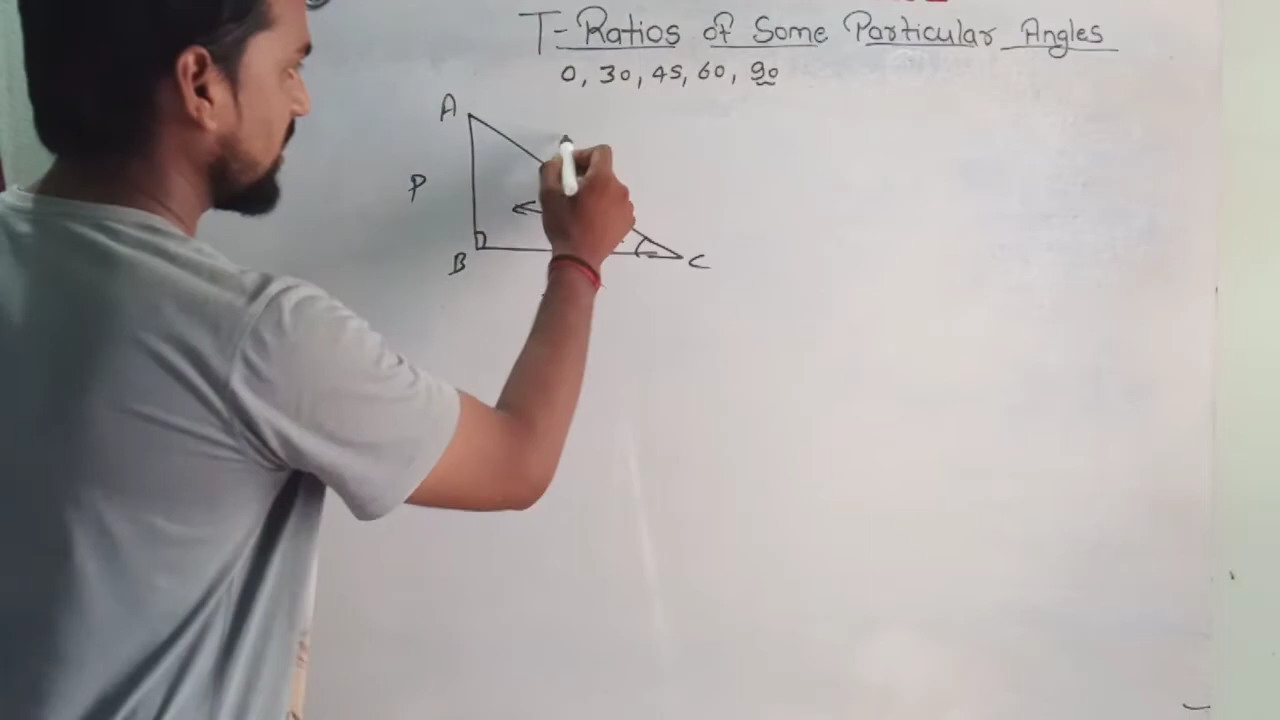 T-Ratios of Some Particular Angles
0, 30, 45, 60, 90
A
P
B
C